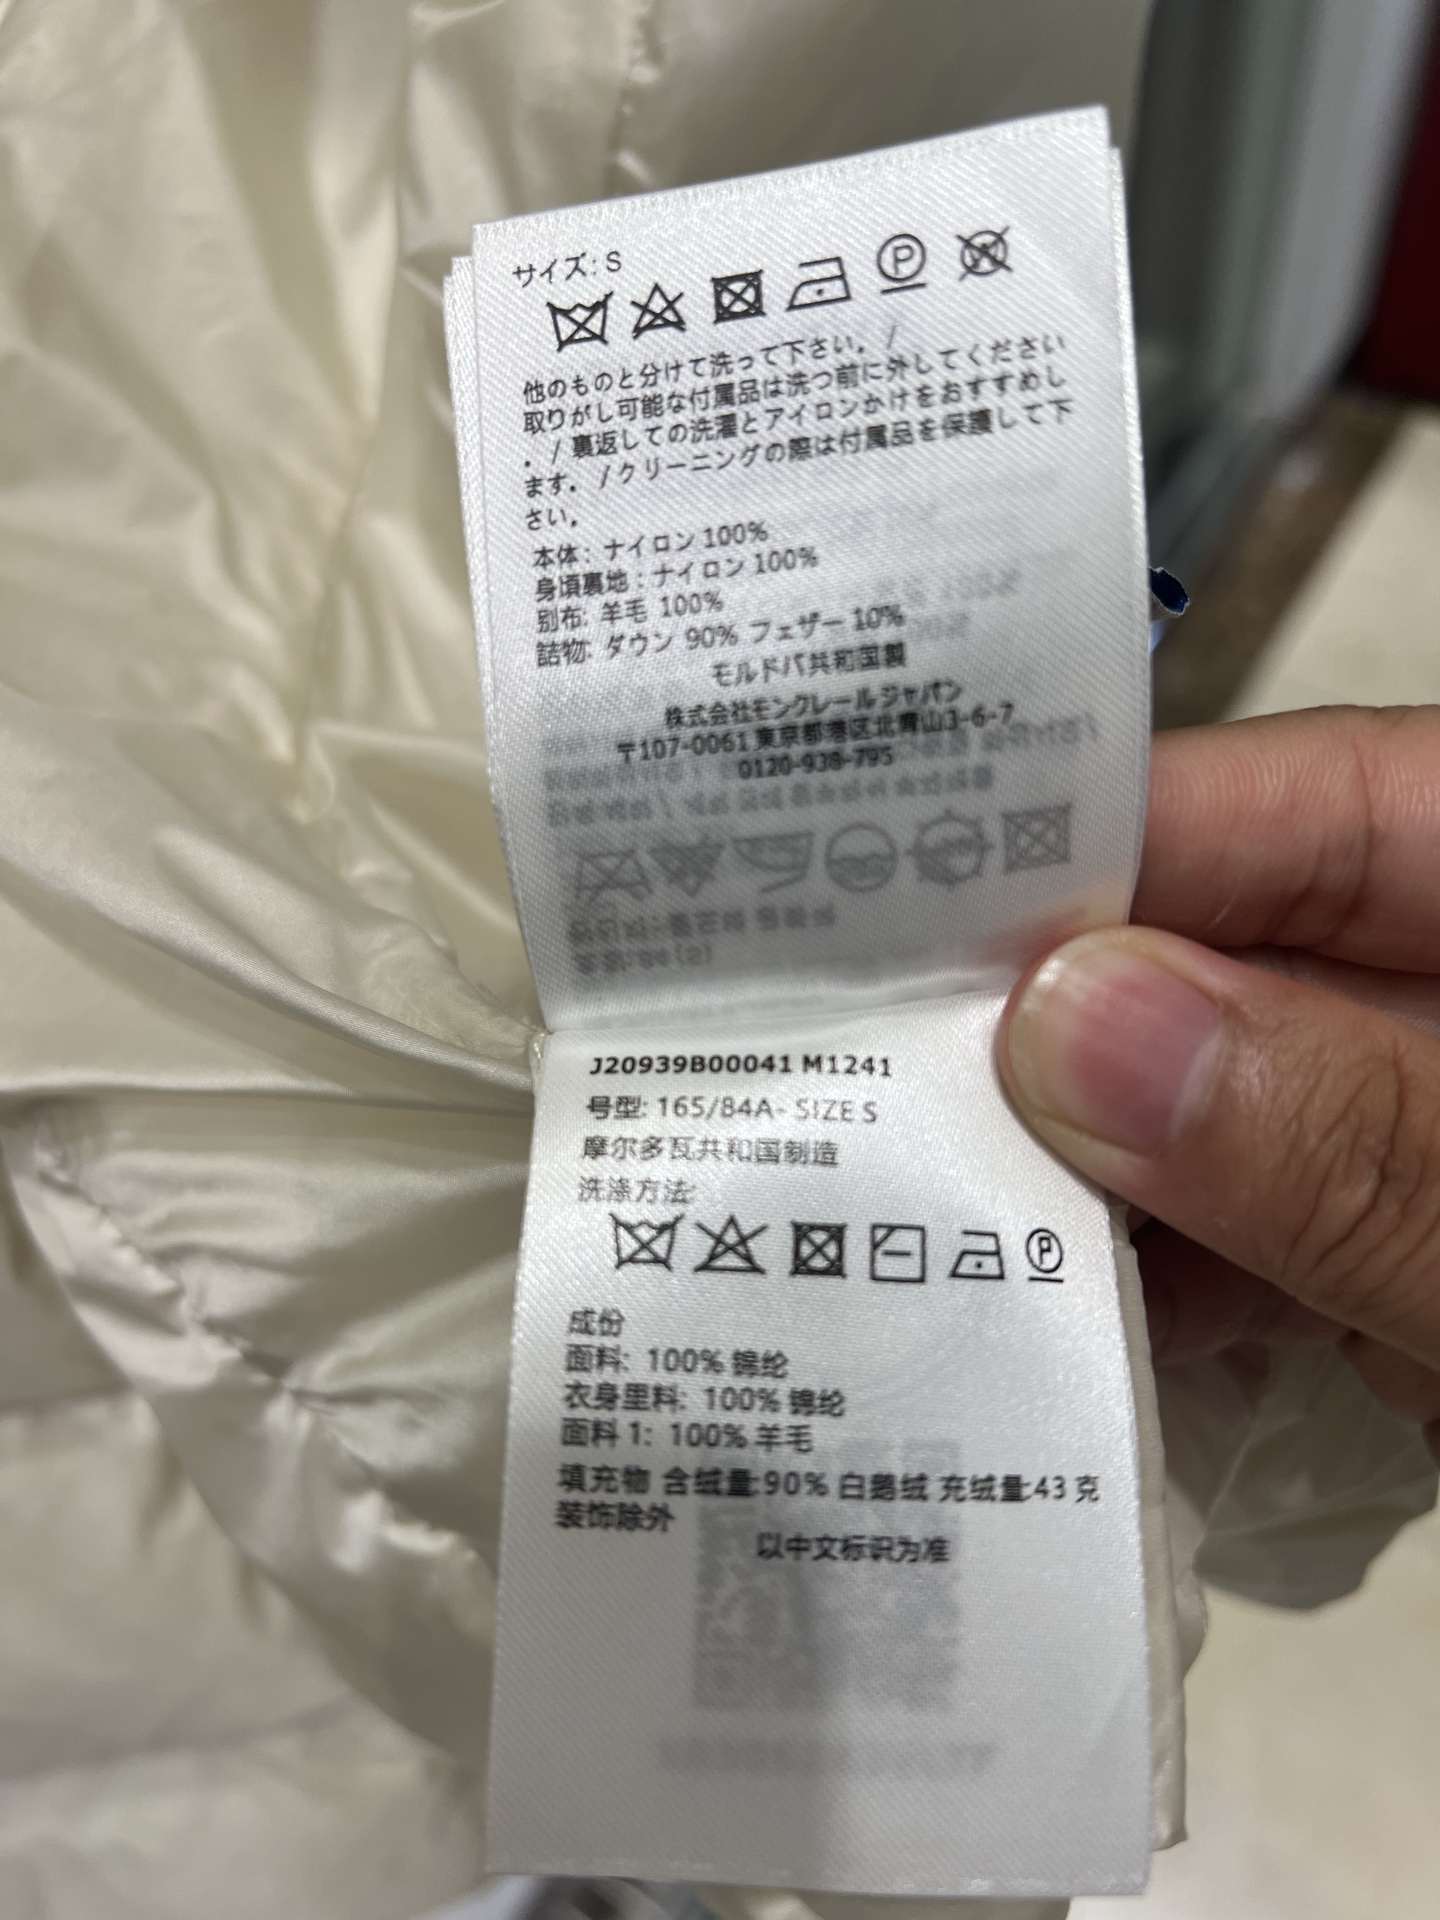 サイズ: S
他のものと分けて洗って下さい. /
取りがし可能な付属品は洗つ前に外してください
. / 裏返しての洗濯とアイロンかけをおすすめし
ます. /クリーニングの際は付属品を保護して下
さい.
本体: ナイロン 100%
身頃裏地: ナイロン 100%
別布: 羊毛 100%
詰物: ダウン 90% フェザー 10%
モルドバ共和国製
株式会社モンクレールジャパン
〒107-0061 東京都港区北青山3-6-7
0120-938-795
J20939B00041 M1241
号型: 165/84A- SIZE S
摩尔多瓦共和国制造
洗涤方法:
成份
面料: 100% 锦纶
衣身里料: 100% 锦纶
面料 1: 100% 羊毛
填充物 含绒量:90% 白鹅绒 充绒量:43 克
装饰除外
以中文标识为准